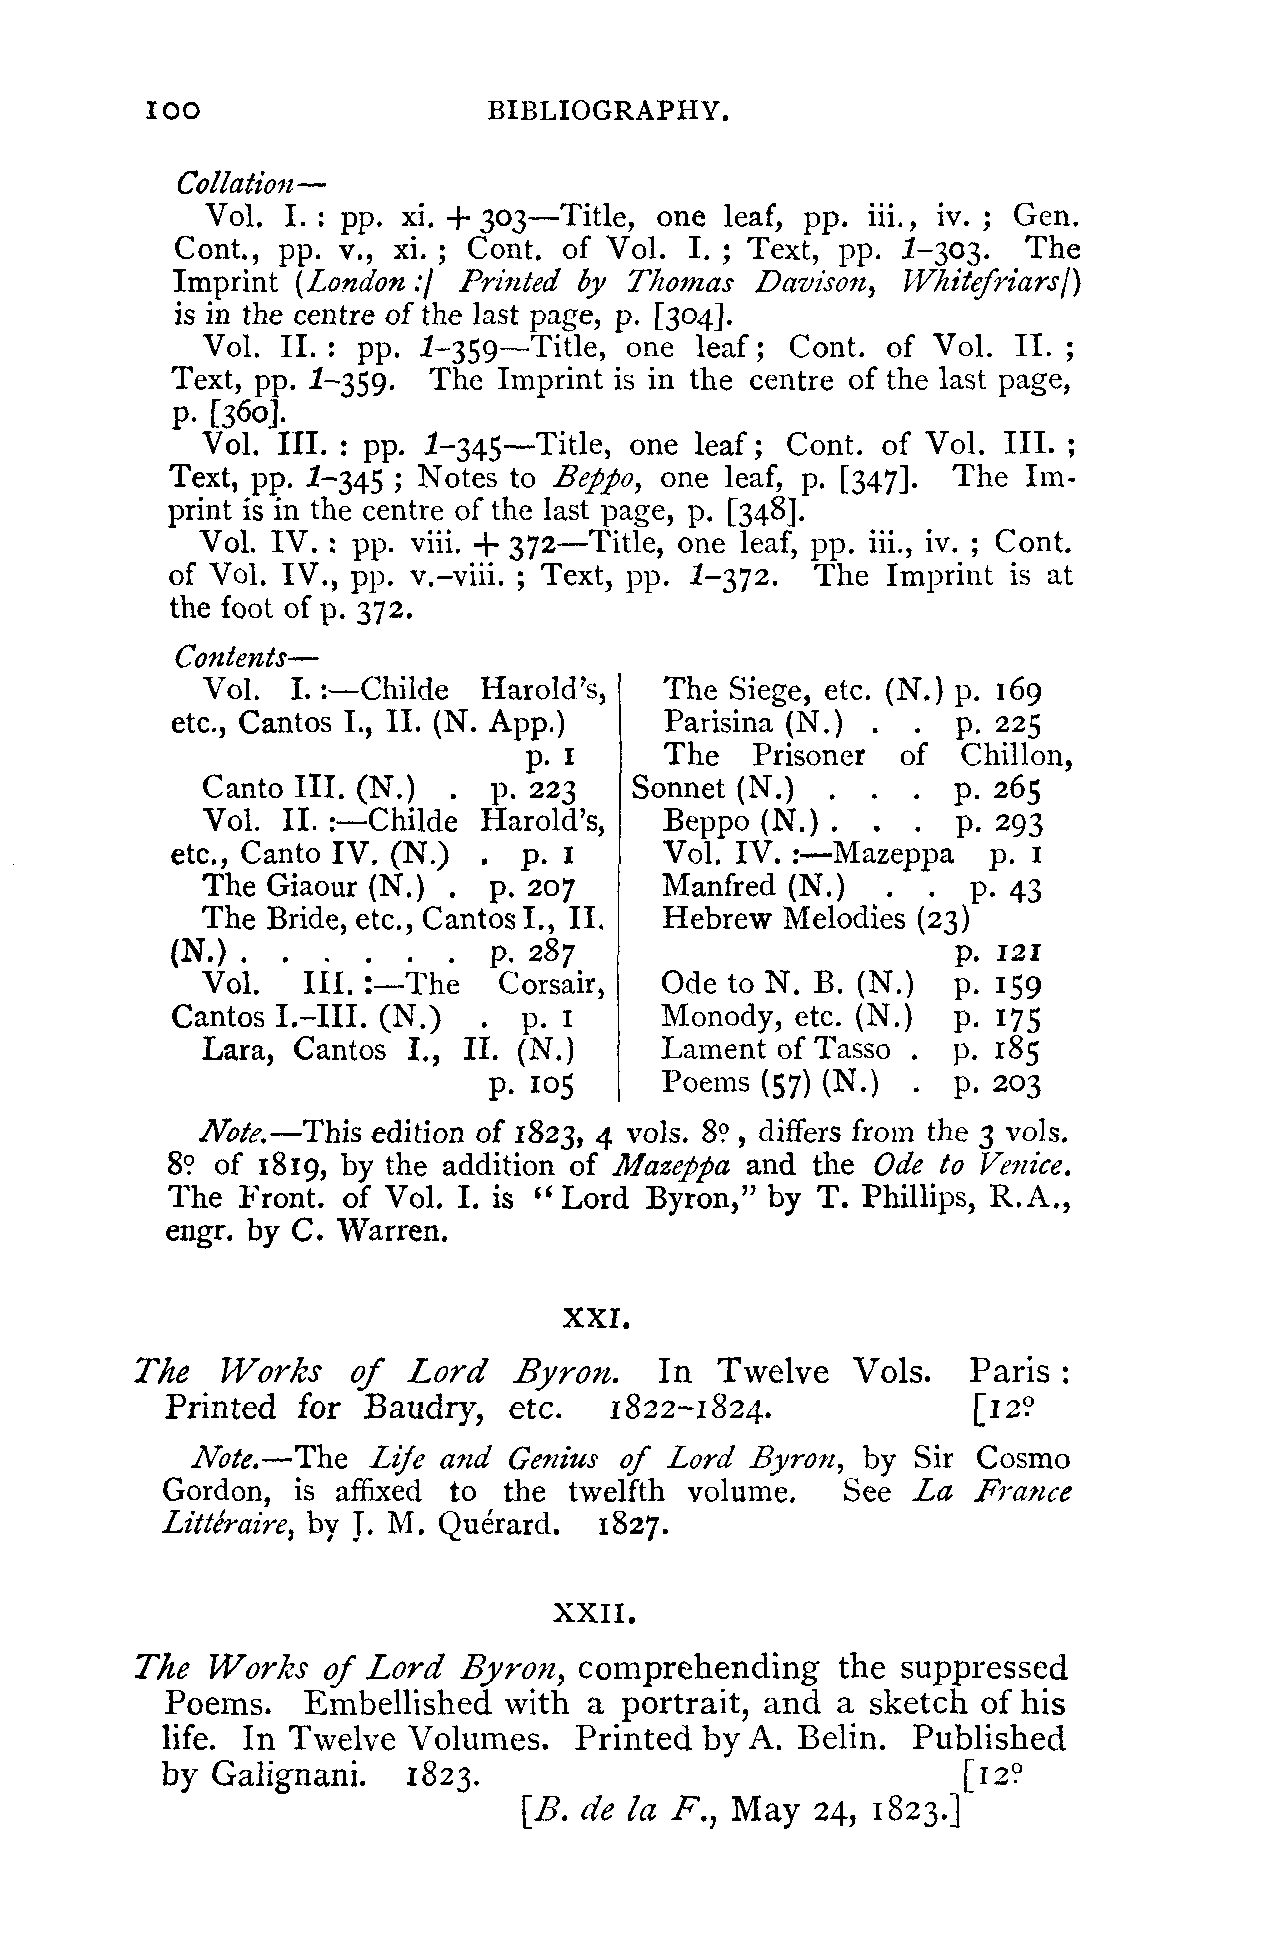 100 BIBLIOGRAPHY.
Collation—
Vol. I. : pp. xi. + 303—Title, one leaf, pp. iii., iv. ; Gen.
Cont., pp. v., xi. ; Cont. of Vol. I. ; Text, pp. 1–303. The
Imprint (London :/ Printed by Thomas Davison, Whitefriars/)
is in the centre of the last page, p. [304].
Vol. II. : pp. 1–359—Title, one leaf ; Cont. of Vol. II. ;
Text, pp. 1–359. The Imprint is in the centre of the last page,
p. [360].
Vol. III. : pp. 1–345—Title, one leaf ; Cont. of Vol. III. ;
Text, pp. 1–345 ; Notes to Beppo, one leaf, p. [347]. The Im-
print is in the centre of the last page, p. [348].
Vol. IV. : pp. viii. + 372—Title, one leaf, pp. iii., iv. ; Cont.
of Vol. IV., pp. v.–viii. ; Text, pp. 1–372. The Imprint is at
the foot of p. 372.
Contents—
Vol. I. :—Childe Harold's,
etc., Cantos I., II. (N. App.)
p. 1
Canto III. (N.) . p. 223
Vol. II. :—Childe Harold's,
etc., Canto IV. (N.) . p. 1
The Giaour (N.) . p. 207
The Bride, etc., Cantos I., II.
(N.) . . . . . . p. 287
Vol. III. :—The Corsair,
Cantos I.–III. (N.) . p. 1
Lara, Cantos I., II. (N.)
p. 105
The Siege, etc. (N.) p. 169
Parisina (N.) . . p. 225
The Prisoner of Chillon,
Sonnet (N.) . . . p. 265
Beppo (N.) . . . p. 293
Vol. IV. :—Mazeppa p. 1
Manfred (N.) . . p. 43
Hebrew Melodies (23)
p. 121
Ode to N. B. (N.) p. 159
Monody, etc. (N.) p. 175
Lament of Tasso . p. 185
Poems (57) (N.) . p. 203
Note.—This edition of 1823, 4 vols. 8º, differs from the 3 vols.
8º of 1819, by the addition of Mazeppa and the Ode to Venice.
The Front. of Vol. I. is “Lord Byron,” by T. Phillips, R.A.,
engr. by C. Warren.
XXI.
The Works of Lord Byron. In Twelve Vols. Paris :
Printed for Baudry, etc. 1822–1824. [12º
Note.—The Life and Genius of Lord Byron, by Sir Cosmo
Gordon, is affixed to the twelfth volume. See La France
Littéraire, by J. M. Quérard. 1827.
XXII.
The Works of Lord Byron, comprehending the suppressed
Poems. Embellished with a portrait, and a sketch of his
life. In Twelve Volumes. Printed by A. Belin. Published
by Galignani. 1823. [12º
[B. de la F., May 24, 1823.]